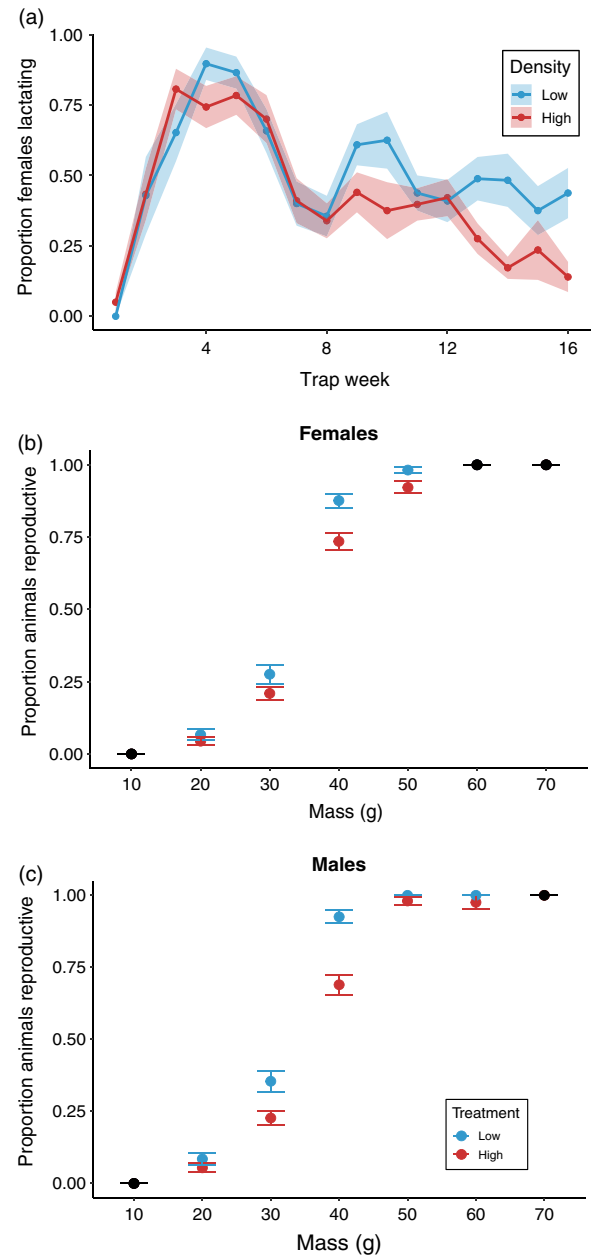 (a)
1.00
0.75
0.50
0.25
0.00
Proportion females lactating
Density
Low
High
4 8 12 16
Trap week
(b)
Females
1.00
0.75
0.50
0.25
0.00
Proportion animals reproductive
10 20 30 40 50 60 70
Mass (g)
(c)
Males
1.00
0.75
0.50
0.25
0.00
Proportion animals reproductive
Treatment
Low
High
10 20 30 40 50 60 70
Mass (g)